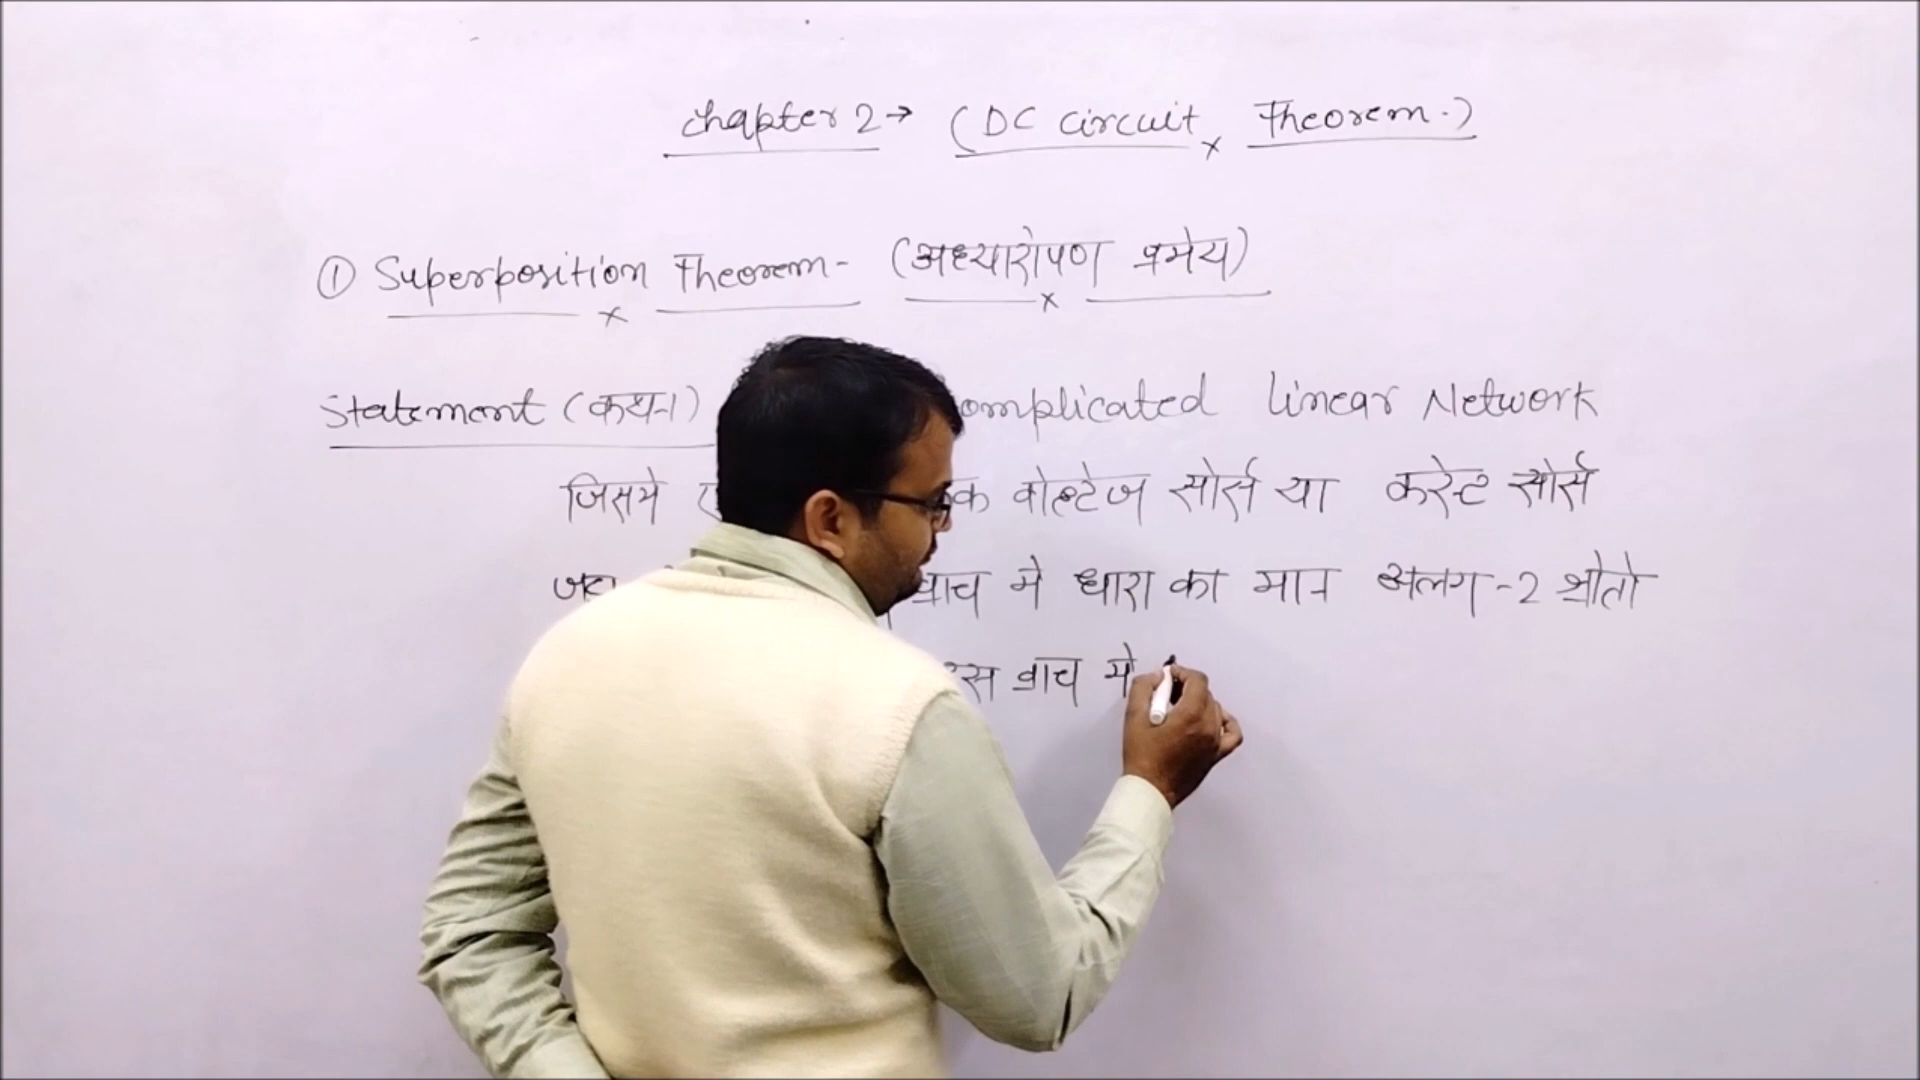 Chapter 2 → (DC Circuit Theorem.)
① Superposition Theorem- (अध्यारोपण प्रमेय)
Statement (कथन) omplicated Linear Network
जिसमे वोल्टेज सोर्स या करेन्ट सोर्स
ब्रांच मे धारा का मान अलग-2 श्रोतो
ब्रांच मे